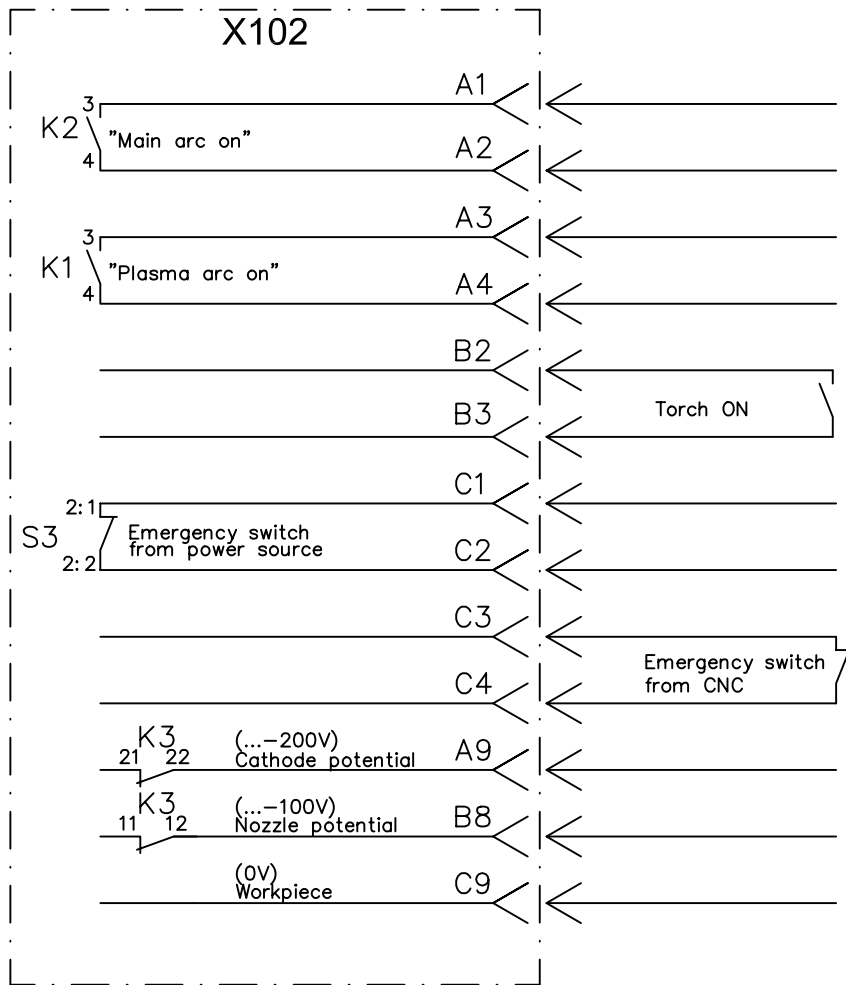 X102
A1
3
K2
"Main arc on"
4
A2
A3
3
K1
"Plasma arc on"
4
A4
B2
Torch ON
B3
C1
2:1
S3
Emergency switch
from power source
2:2
C2
C3
Emergency switch
from CNC
C4
K3
21 22
(...-200V)
Cathode potential
A9
K3
11 12
(...-100V)
Nozzle potential
B8
(0V)
Workpiece
C9